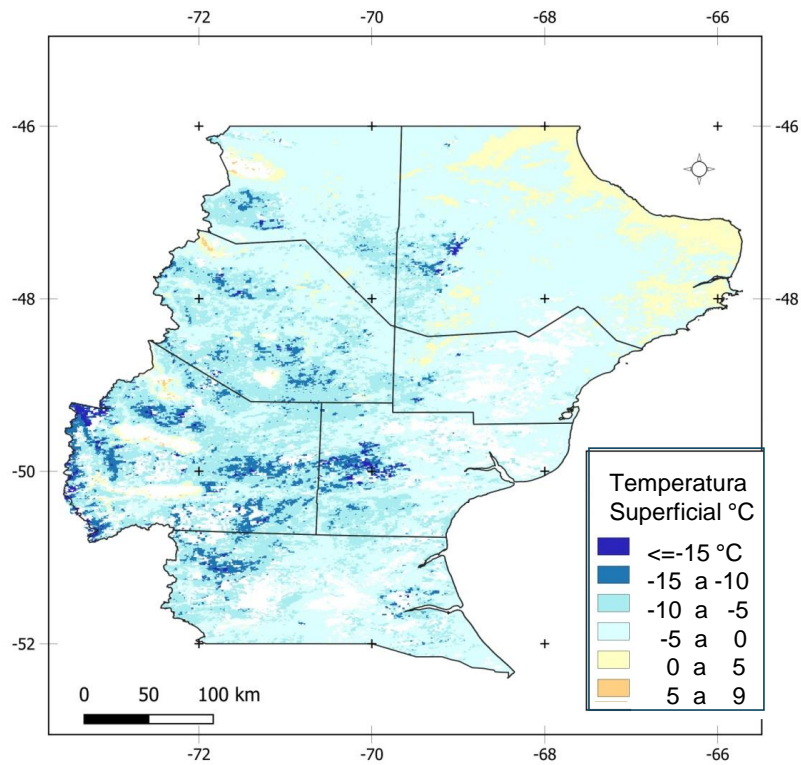 -72 -70 -68 -66
-46 -46
-48 -48
-50
-52
Temperatura
Superficial °C
<=-15 °C
-15 a -10
-10 a -5
-5 a 0
0 a 5
5 a 9
0 50 100 km
-72 -70 -68 -66